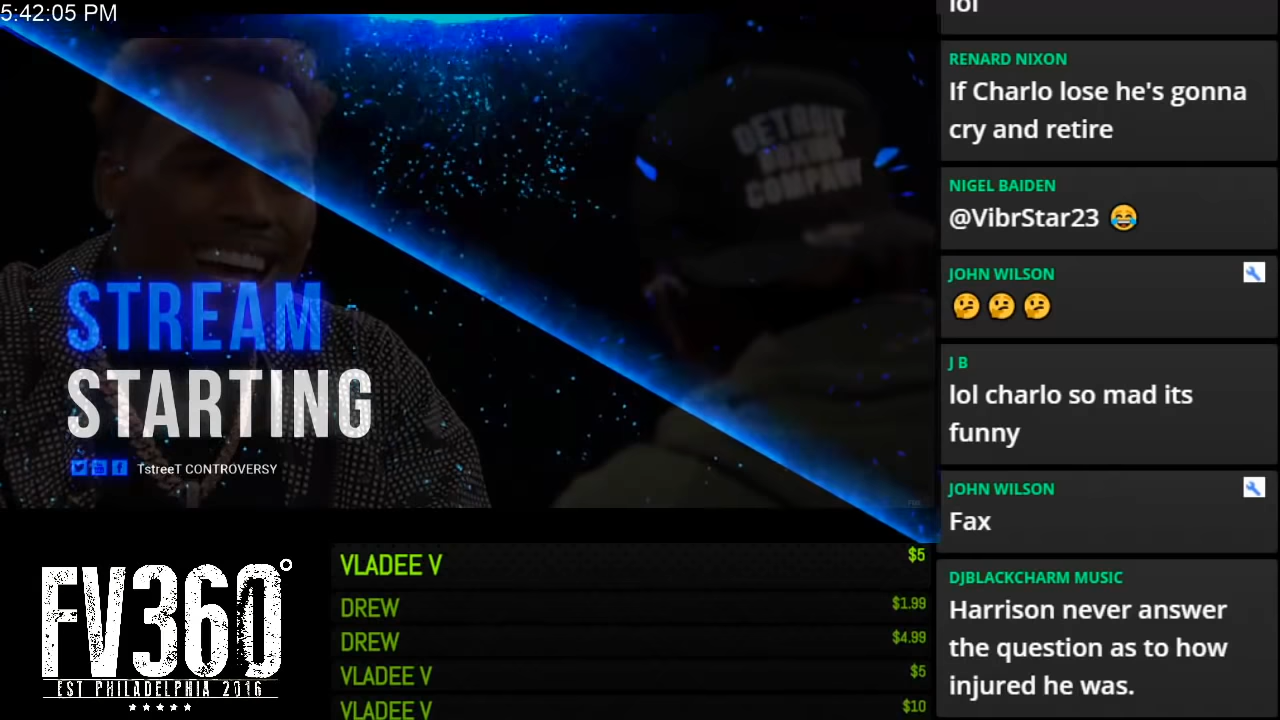 5:42:05 PM
DETROIT
BOXING
COMPANY
STREAM
STARTING
TstreeT CONTROVERSY
FV360°
EST PHILADELPHIA 2016
VLADEE V $5
DREW $1.99
DREW $4.99
VLADEE V $5
VLADEE V $10
lol
RENARD NIXON
If Charlo lose he's gonna
cry and retire
NIGEL BAIDEN
@VibrStar23 😂
JOHN WILSON
🤔 🤔 🤔
J B
lol charlo so mad its
funny
JOHN WILSON
Fax
DJBLACKCHARM MUSIC
Harrison never answer
the question as to how
injured he was.